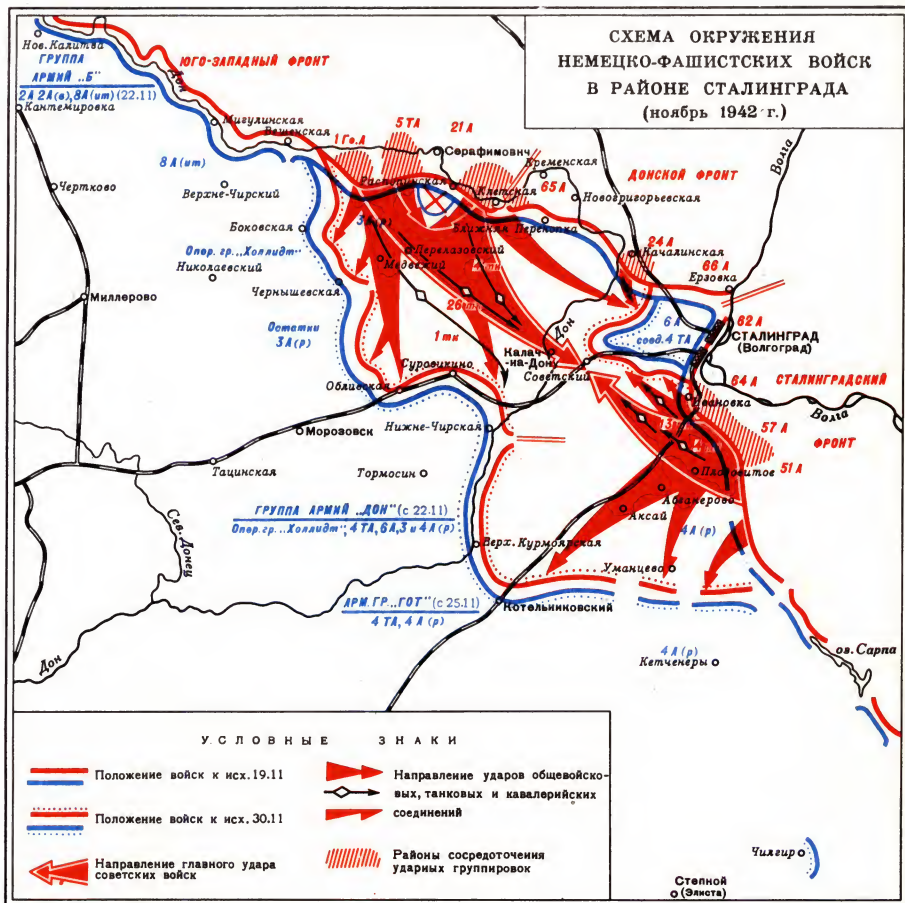 СХЕМА ОКРУЖЕНИЯ
НЕМЕЦКО-ФАШИСТСКИХ ВОЙСК
В РАЙОНЕ СТАЛИНГРАДА
(ноябрь 1942 г.)
Нов. Калитва
ГРУППА
АРМИЙ „Б"
2А 2А(в), 8А(ит) (22.11)
Кантемировка
ЮГО-ЗАПАДНЫЙ ФРОНТ
Дон
Мигулинская
Вешенская
1 Гв.А
5 ТА
21 А
Серафимович
Кременская
Волга
8 А (ит)
Распопинская
Клетская
65 А
ДОНСКОЙ ФРОНТ
Чертково
Верхне-Чирский
Новогригорьевская
Боковская
3А(р)
Ближняя Перекопка
24 А
Качалинская
Опер. гр. „Холлидт"
Перелазовский
Медвежий
66 А
Ерзовка
Николаевский
Чернышевская
Миллерово
26 тк
Дон
6 А
соед. 4 ТА
62 А
СТАЛИНГРАД
(Волгоград)
Остатки
3А(р)
1 тк
Калач-
на-Дону
Советский
Суровикино
64 А
СТАЛИНГРАДСКИЙ
Обливская
Ивановка
Волга
Нижне-Чирская
57 А
ФРОНТ
Морозовск
13
Тацинская
Тормосин
Плодовитое
51 А
Абганерово
Аксай
ГРУППА АРМИЙ „ДОН" (с 22.11)
Опер. гр. „Холлидт", 4 ТА, 6А, 3 и 4А (р)
4А(р)
Сев. Донец
Верх. Курмоярская
Уманцево
АРМ. ГР. „ГОТ" (с 25.11)
4 ТА, 4 А (р)
Котельниковский
Дон
4 А (р)
Кетченеры
оз. Сарпа
УСЛОВНЫЕ ЗНАКИ
Положение войск к исх. 19.11
Положение войск к исх. 30.11
Направление главного удара
советских войск
Направление ударов общевойско-
вых, танковых и кавалерийских
соединений
Районы сосредоточения
ударных группировок
Чилгир
Степной
(Элиста)